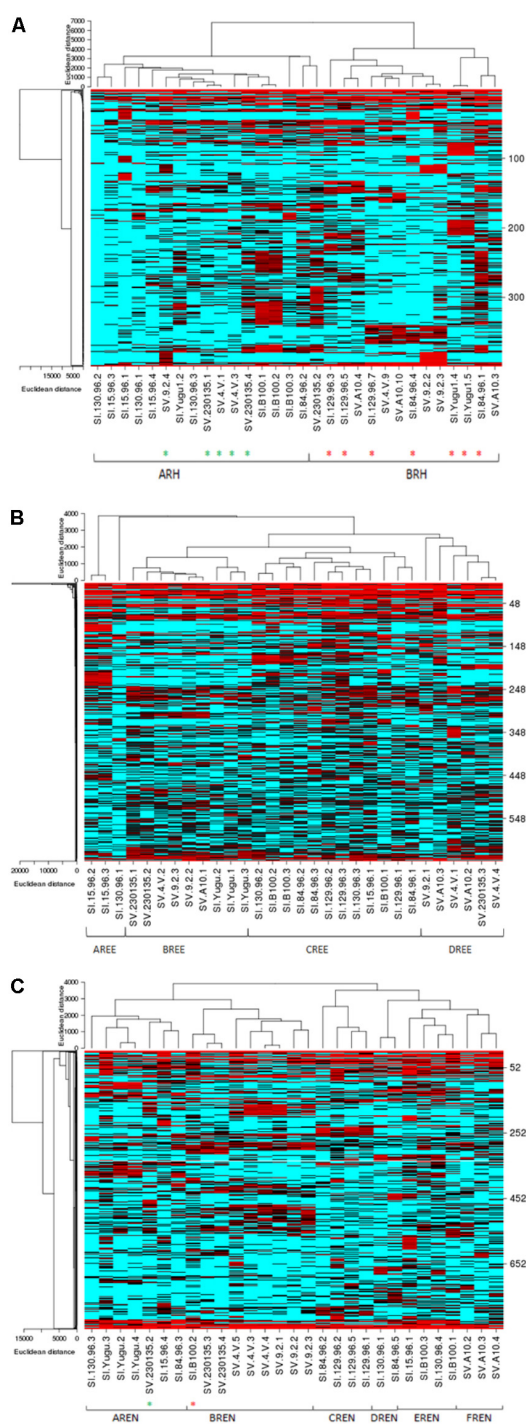 A
Euclidean distance
7000
6000
5000
4000
3000
2000
1000
0
100
200
300
15000
5000
0
Euclidean distance
SI.130.96.2
SI.15.96.3
SI.15.96.1
SI.130.96.1
SI.15.96.4
SV.9.2.4
SI.Yugu1.2
SV.230135.1
SV.4.V.1
SV.4.V.3
SV.230135.4
SI.B100.1
SI.B100.2
SI.B100.3
SI.84.96.2
SV.230135.2
SI.129.96.3
SI.129.96.5
SV.A10.4
SI.129.96.7
SV.4.V.9
SV.A10.10
SI.84.96.4
SV.9.2.2
SV.9.2.3
SI.Yugu1.4
SI.Yugu1.5
SI.84.96.1
SV.A10.3
* * * * * * * * * * * *
ARH BRH
B
Euclidean distance
4000
3000
2000
1000
0
48
148
248
348
448
548
20000
10000
0
Euclidean distance
SI.15.96.2
SI.15.96.3
SI.130.96.1
SV.230135.1
SV.230135.2
SV.4.V.2
SV.9.2.3
SV.9.2.2
SV.A10.1
SI.Yugu.2
SI.Yugu.1
SI.Yugu.3
SI.130.96.2
SI.B100.2
SI.B100.3
SI.84.96.2
SI.84.96.3
SI.129.96.2
SI.129.96.3
SI.130.96.3
SI.15.96.1
SI.B100.1
SI.129.96.1
SI.84.96.1
SV.9.2.1
SV.A10.3
SV.4.V.1
SV.A10.2
SV.230135.3
SV.4.V.4
AREE BREE CREE DREE
C
Euclidean distance
4000
3000
2000
1000
0
52
252
452
652
15000
5000
0
Euclidean distance
SI.130.96.3
SI.Yugu.3
SI.Yugu.2
SI.Yugu.4
SV.230135.2
SI.15.96.4
SI.84.96.3
SI.B100.2
SV.230135.3
SV.230135.4
SV.4.V.5
SV.4.V.3
SV.4.V.4
SV.9.2.1
SV.9.2.2
SV.9.2.3
SI.84.96.2
SI.129.96.2
SI.129.96.5
SI.129.96.1
SI.130.96.1
SI.84.96.5
SI.15.96.1
SI.B100.3
SI.130.96.4
SI.B100.1
SV.A10.2
SV.A10.3
SV.A10.4
* *
AREN BREN CREN DREN EREN FREN